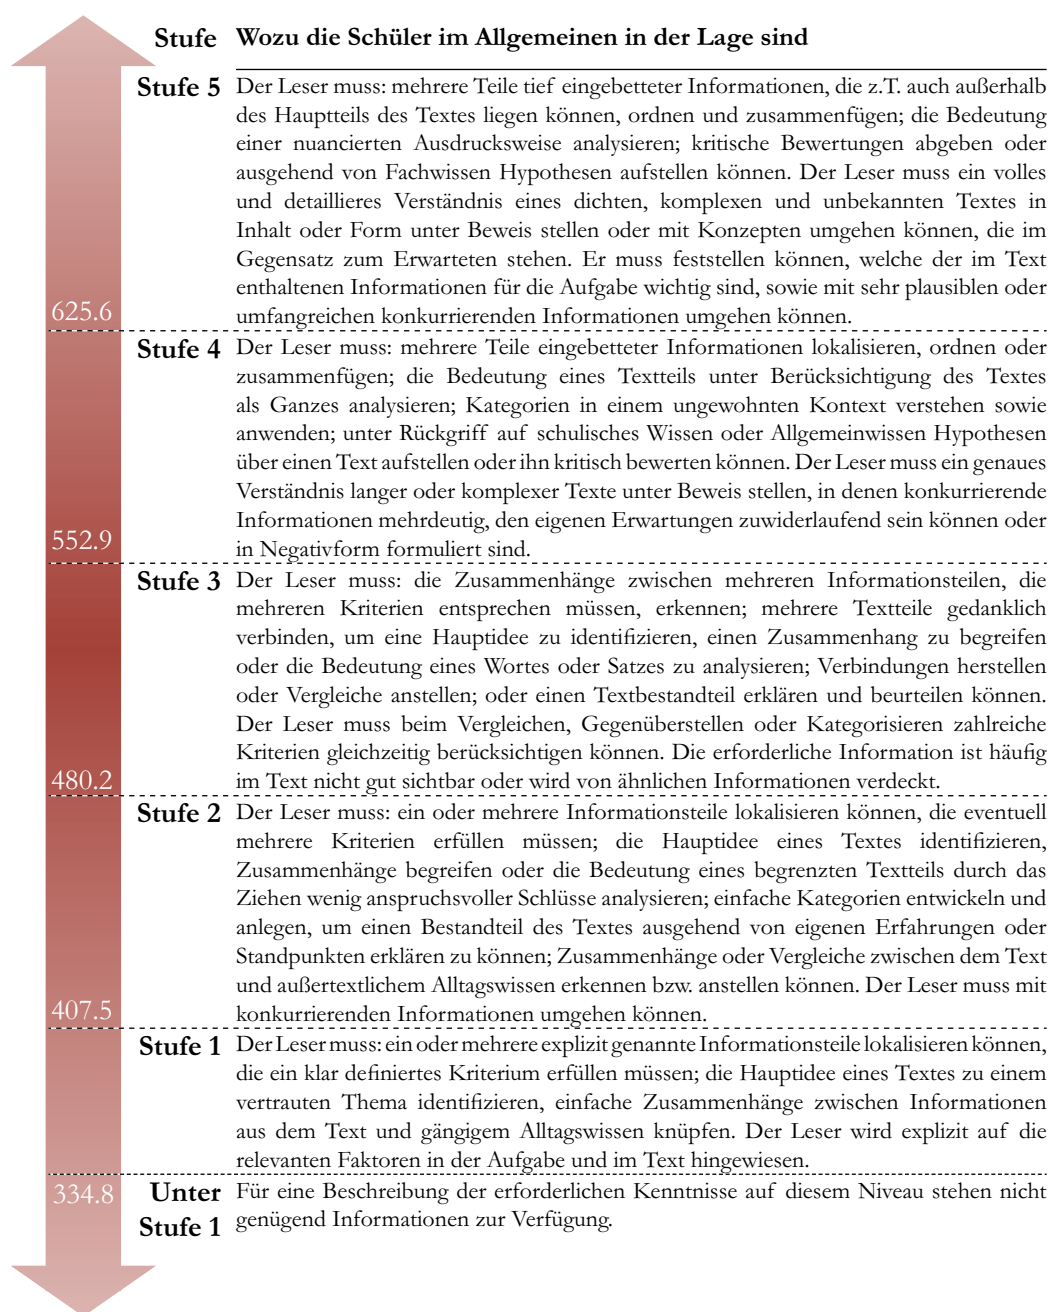 Stufe Wozu die Schüler im Allgemeinen in der Lage sind
Stufe 5 Der Leser muss: mehrere Teile tief eingebetteter Informationen, die z.T. auch außerhalb
des Hauptteils des Textes liegen können, ordnen und zusammenfügen; die Bedeutung
einer nuancierten Ausdrucksweise analysieren; kritische Bewertungen abgeben oder
ausgehend von Fachwissen Hypothesen aufstellen können. Der Leser muss ein volles
und detaillieres Verständnis eines dichten, komplexen und unbekannten Textes in
Inhalt oder Form unter Beweis stellen oder mit Konzepten umgehen können, die im
Gegensatz zum Erwarteten stehen. Er muss feststellen können, welche der im Text
enthaltenen Informationen für die Aufgabe wichtig sind, sowie mit sehr plausiblen oder
625.6 umfangreichen konkurrierenden Informationen umgehen können.
Stufe 4 Der Leser muss: mehrere Teile eingebetteter Informationen lokalisieren, ordnen oder
zusammenfügen; die Bedeutung eines Textteils unter Berücksichtigung des Textes
als Ganzes analysieren; Kategorien in einem ungewohnten Kontext verstehen sowie
anwenden; unter Rückgriff auf schulisches Wissen oder Allgemeinwissen Hypothesen
über einen Text aufstellen oder ihn kritisch bewerten können. Der Leser muss ein genaues
Verständnis langer oder komplexer Texte unter Beweis stellen, in denen konkurrierende
Informationen mehrdeutig, den eigenen Erwartungen zuwiderlaufend sein können oder
552.9 in Negativform formuliert sind.
Stufe 3 Der Leser muss: die Zusammenhänge zwischen mehreren Informationsteilen, die
mehreren Kriterien entsprechen müssen, erkennen; mehrere Textteile gedanklich
verbinden, um eine Hauptidee zu identifizieren, einen Zusammenhang zu begreifen
oder die Bedeutung eines Wortes oder Satzes zu analysieren; Verbindungen herstellen
oder Vergleiche anstellen; oder einen Textbestandteil erklären und beurteilen können.
Der Leser muss beim Vergleichen, Gegenüberstellen oder Kategorisieren zahlreiche
Kriterien gleichzeitig berücksichtigen können. Die erforderliche Information ist häufig
480.2 im Text nicht gut sichtbar oder wird von ähnlichen Informationen verdeckt.
Stufe 2 Der Leser muss: ein oder mehrere Informationsteile lokalisieren können, die eventuell
mehrere Kriterien erfüllen müssen; die Hauptidee eines Textes identifizieren,
Zusammenhänge begreifen oder die Bedeutung eines begrenzten Textteils durch das
Ziehen wenig anspruchsvoller Schlüsse analysieren; einfache Kategorien entwickeln und
anlegen, um einen Bestandteil des Textes ausgehend von eigenen Erfahrungen oder
Standpunkten erklären zu können; Zusammenhänge oder Vergleiche zwischen dem Text
und außertextlichem Alltagswissen erkennen bzw. anstellen können. Der Leser muss mit
407.5 konkurrierenden Informationen umgehen können.
Stufe 1 Der Leser muss: ein oder mehrere explizit genannte Informationsteile lokalisieren können,
die ein klar definiertes Kriterium erfüllen müssen; die Hauptidee eines Textes zu einem
vertrauten Thema identifizieren, einfache Zusammenhänge zwischen Informationen
aus dem Text und gängigem Alltagswissen knüpfen. Der Leser wird explizit auf die
relevanten Faktoren in der Aufgabe und im Text hingewiesen.
334.8 Unter Für eine Beschreibung der erforderlichen Kenntnisse auf diesem Niveau stehen nicht
Stufe 1 genügend Informationen zur Verfügung.